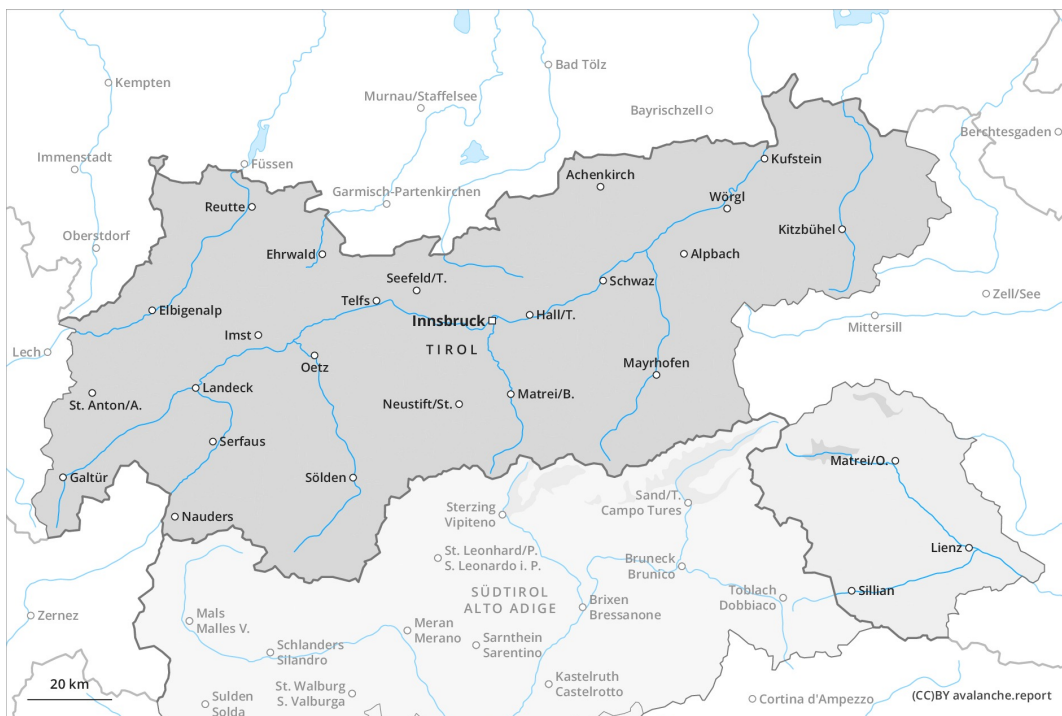 Kempten
Bad Tölz
Murnau/Staffelsee
Bayrischzell
Berchtesgaden
Immenstadt
Füssen
Kufstein
Achenkirch
Garmisch-Partenkirchen
Reutte
Wörgl
Kitzbühel
Oberstdorf
Ehrwald
Alpbach
Seefeld/T.
Schwaz
Zell/See
Telfs
Elbigenalp
Innsbruck
Hall/T.
Mittersill
Imst
TIROL
Lech
Oetz
Mayrhofen
Landeck
St. Anton/A.
Neustift/St.
Matrei/B.
Serfaus
Matrei/O.
Galtür
Sölden
Sand/T.
Campo Tures
Nauders
Sterzing
Vipiteno
Lienz
St. Leonhard/P.
S. Leonardo i. P.
Bruneck
Brunico
SÜDTIROL
ALTO ADIGE
Sillian
Toblach
Dobbiaco
Brixen
Bressanone
Zernez
Mals
Malles V.
Meran
Merano
Sarnthein
Sarentino
Schlanders
Silandro
Kastelruth
Castelrotto
20 km
St. Walburg
S. Valburga
Sulden
Solda
Cortina d'Ampezzo
(CC)BY avalanche.report